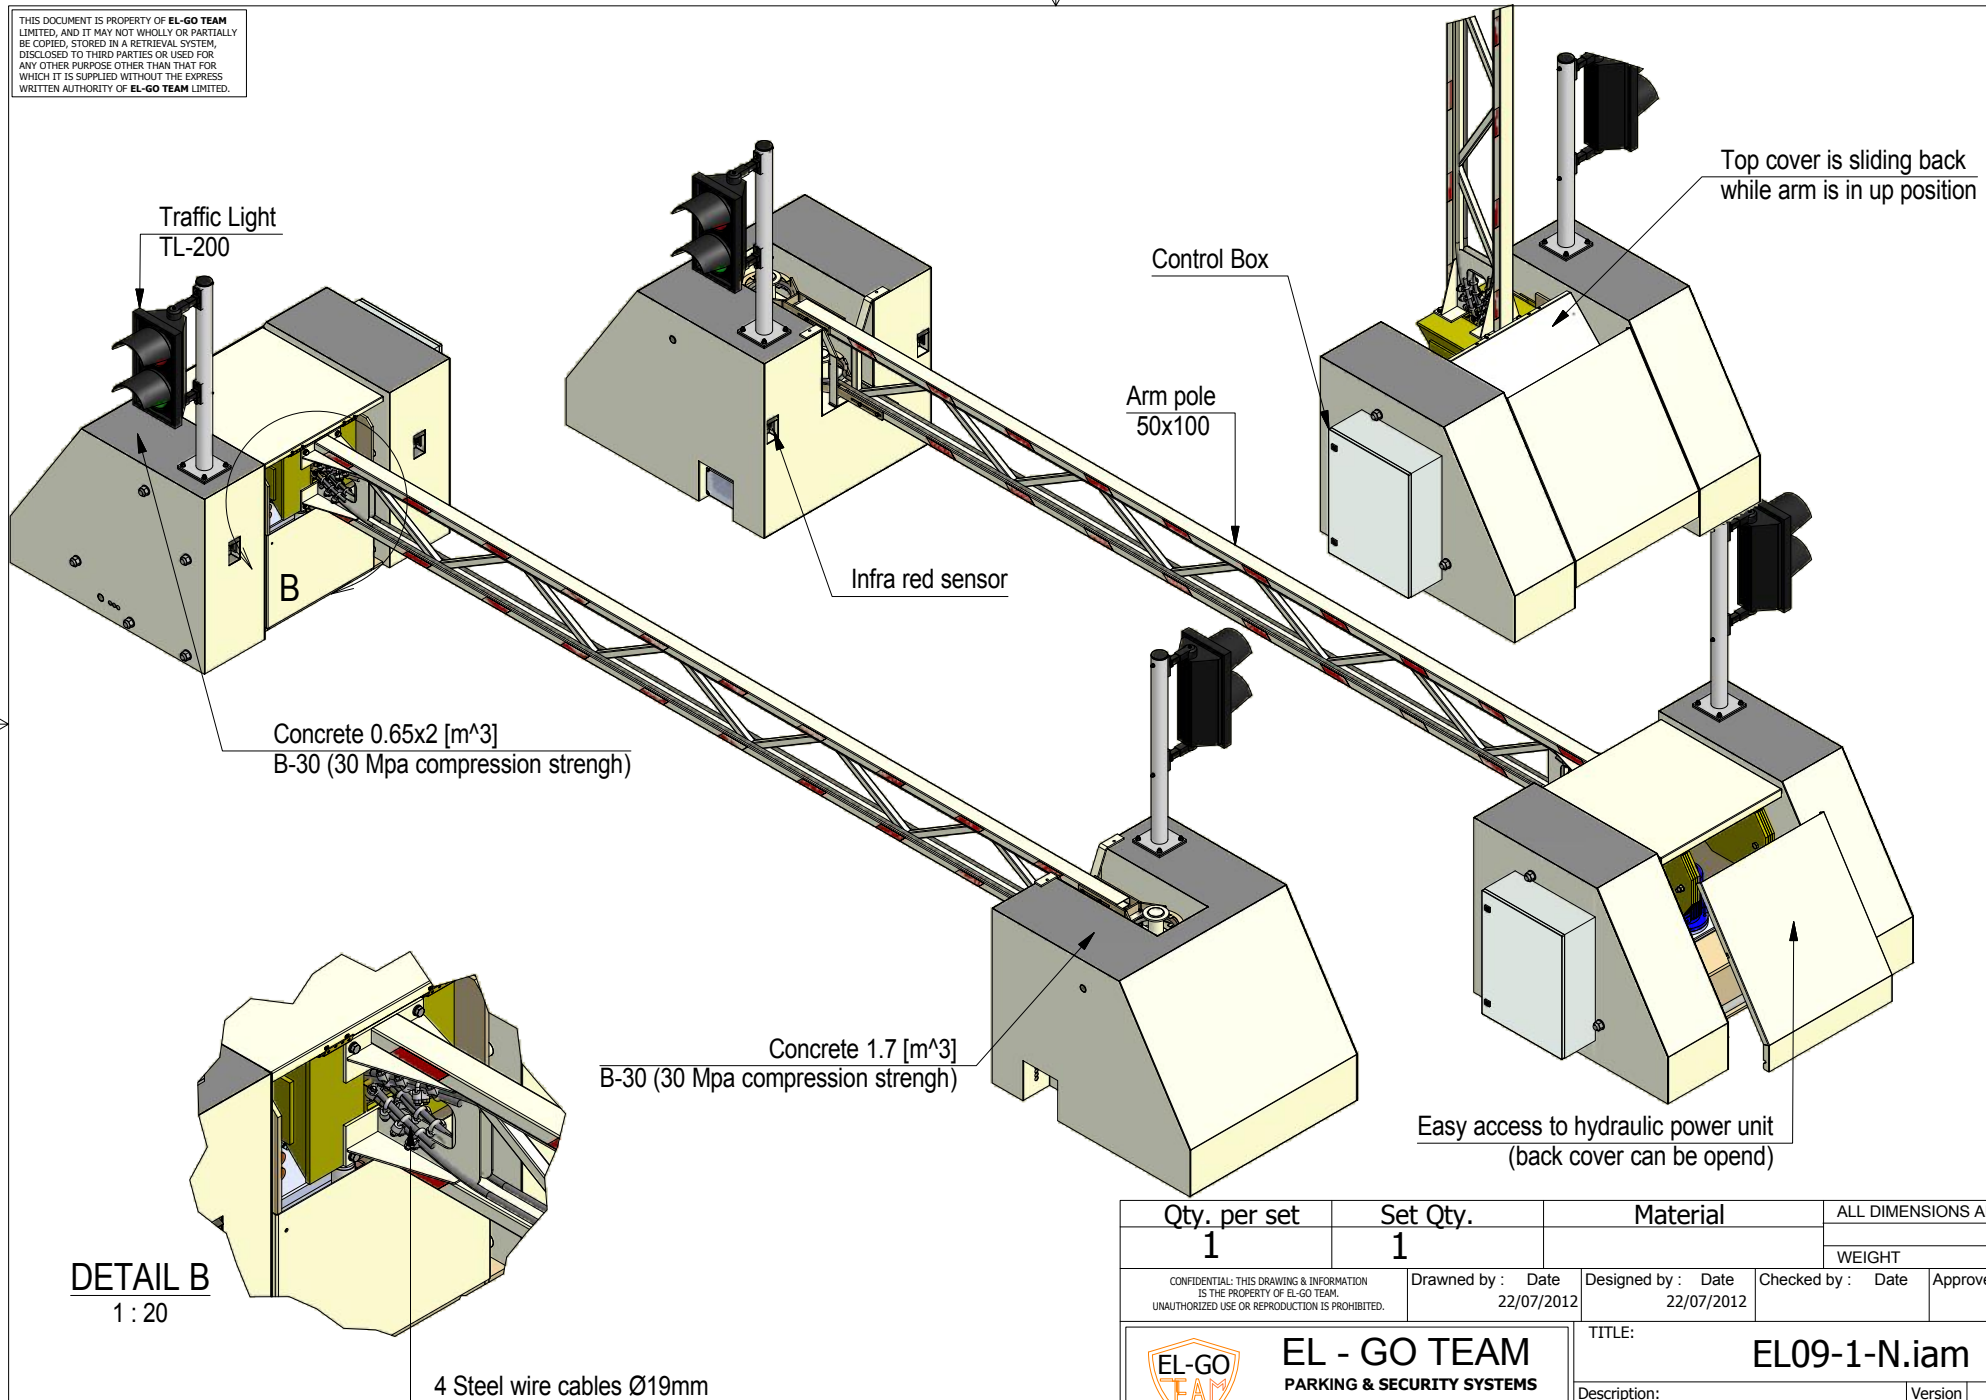 THIS DOCUMENT IS PROPERTY OF EL-GO TEAM
LIMITED, AND IT MAY NOT WHOLLY OR PARTIALLY
BE COPIED, STORED IN A RETRIEVAL SYSTEM,
DISCLOSED TO THIRD PARTIES OR USED FOR
ANY OTHER PURPOSE OTHER THAN THAT FOR
WHICH IT IS SUPPLIED WITHOUT THE EXPRESS
WRITTEN AUTHORITY OF EL-GO TEAM LIMITED.
Top cover is sliding back
while arm is in up position
Traffic Light
TL-200
Control Box
Arm pole
50x100
Infra red sensor
B
Concrete 0.65x2 [m^3]
B-30 (30 Mpa compression strengh)
Concrete 1.7 [m^3]
B-30 (30 Mpa compression strengh)
Easy access to hydraulic power unit
(back cover can be opend)
DETAIL B
1 : 20
4 Steel wire cables Ø19mm
Qty. per set
Set Qty.
Material
ALL DIMENSIONS A
1
1
WEIGHT
CONFIDENTIAL: THIS DRAWING & INFORMATION
IS THE PROPERTY OF EL-GO TEAM.
UNAUTHORIZED USE OR REPRODUCTION IS PROHIBITED.
Drawned by : Date
22/07/2012
Designed by : Date
22/07/2012
Checked by : Date
Approve
EL-GO
TEAM
EL - GO TEAM
PARKING & SECURITY SYSTEMS
TITLE:
EL09-1-N.iam
Description:
Version